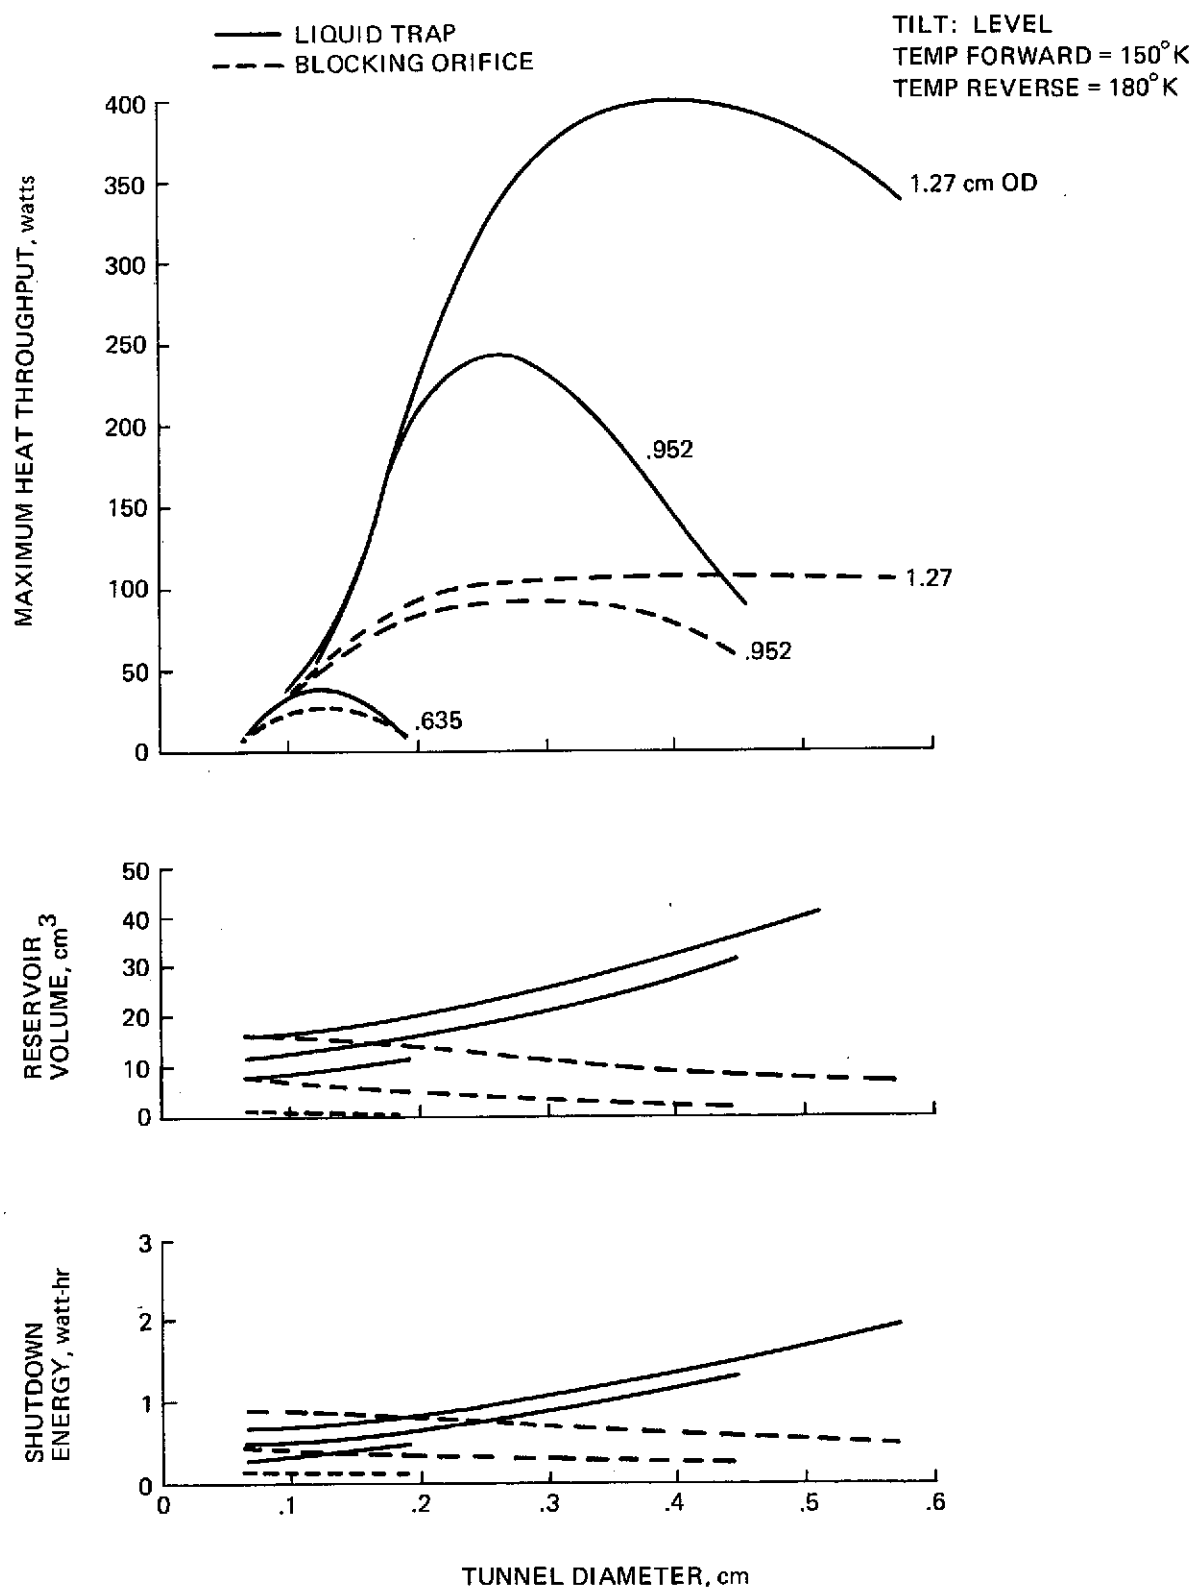 LIQUID TRAP
BLOCKING ORIFICE
TILT: LEVEL
TEMP FORWARD = 150°K
TEMP REVERSE = 180°K
MAXIMUM HEAT THROUGHPUT, watts
400
350
300
250
200
150
100
50
0
1.27 cm OD
.952
1.27
.952
.635
RESERVOIR
VOLUME, cm³
50
40
30
20
10
0
SHUTDOWN
ENERGY, watt-hr
3
2
1
0
0
.1
.2
.3
.4
.5
.6
TUNNEL DIAMETER, cm